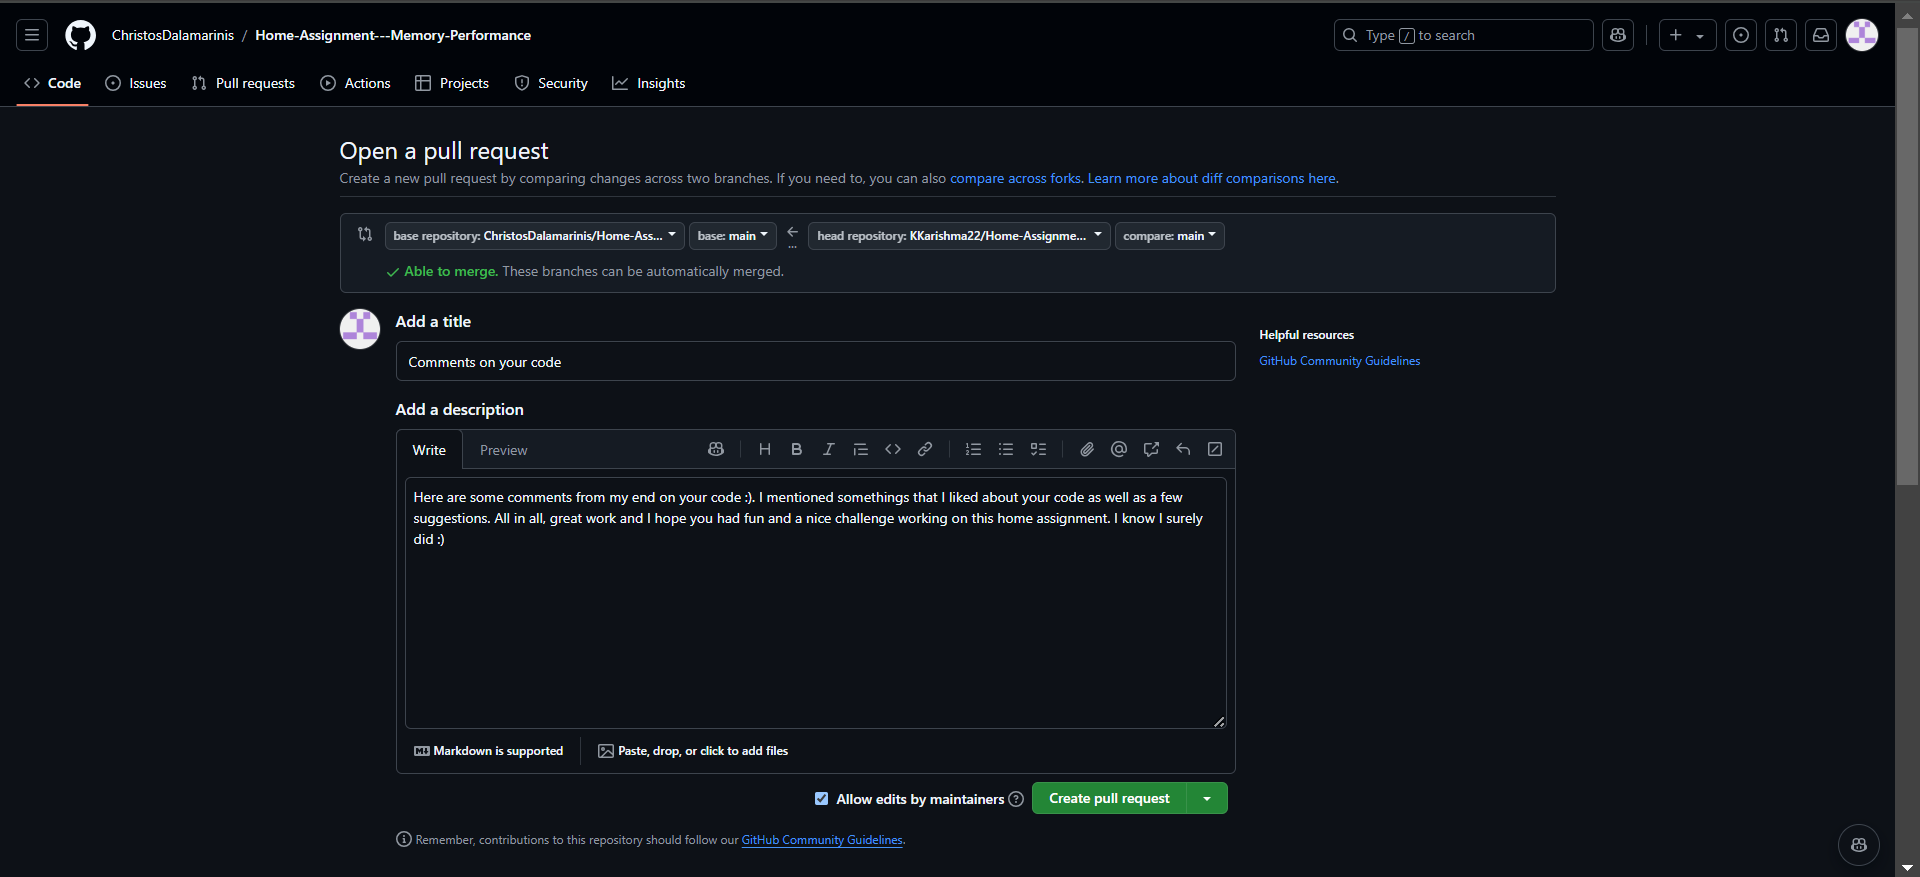 ChristosDalamarinis / Home-Assignment---Memory-Performance
Type / to search
Code
Issues
Pull requests
Actions
Projects
Security
Insights
Open a pull request
Create a new pull request by comparing changes across two branches. If you need to, you can also compare across forks. Learn more about diff comparisons here.
base repository: ChristosDalamarinis/Home-Ass...
base: main
head repository: KKarishma22/Home-Assignme...
compare: main
Able to merge. These branches can be automatically merged.
Add a title
Comments on your code
Helpful resources
GitHub Community Guidelines
Add a description
Write
Preview
Here are some comments from my end on your code :). I mentioned somethings that I liked about your code as well as a few
suggestions. All in all, great work and I hope you had fun and a nice challenge working on this home assignment. I know I surely
did :)
Markdown is supported
Paste, drop, or click to add files
Allow edits by maintainers
Create pull request
Remember, contributions to this repository should follow our GitHub Community Guidelines.